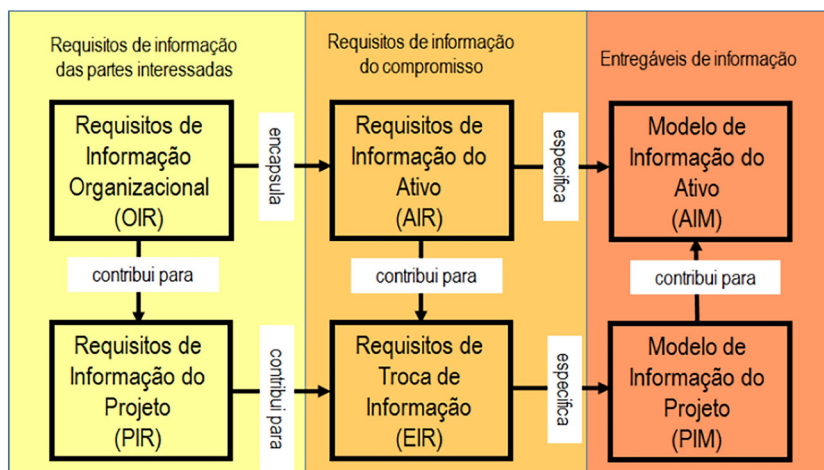 Requisitos de informação
das partes interessadas
Requisitos de informação
do compromisso
Entregáveis de informação
Requisitos de
Informação
Organizacional
(OIR)
encapsula
Requisitos de
Informação do
Ativo
(AIR)
especifica
Modelo de
Informação do
Ativo
(AIM)
contribui para
contribui para
contribui para
Requisitos de
Informação do
Projeto
(PIR)
contribui para
Requisitos de
Troca de
Informação
(EIR)
especifica
Modelo de
Informação do
Projeto
(PIM)